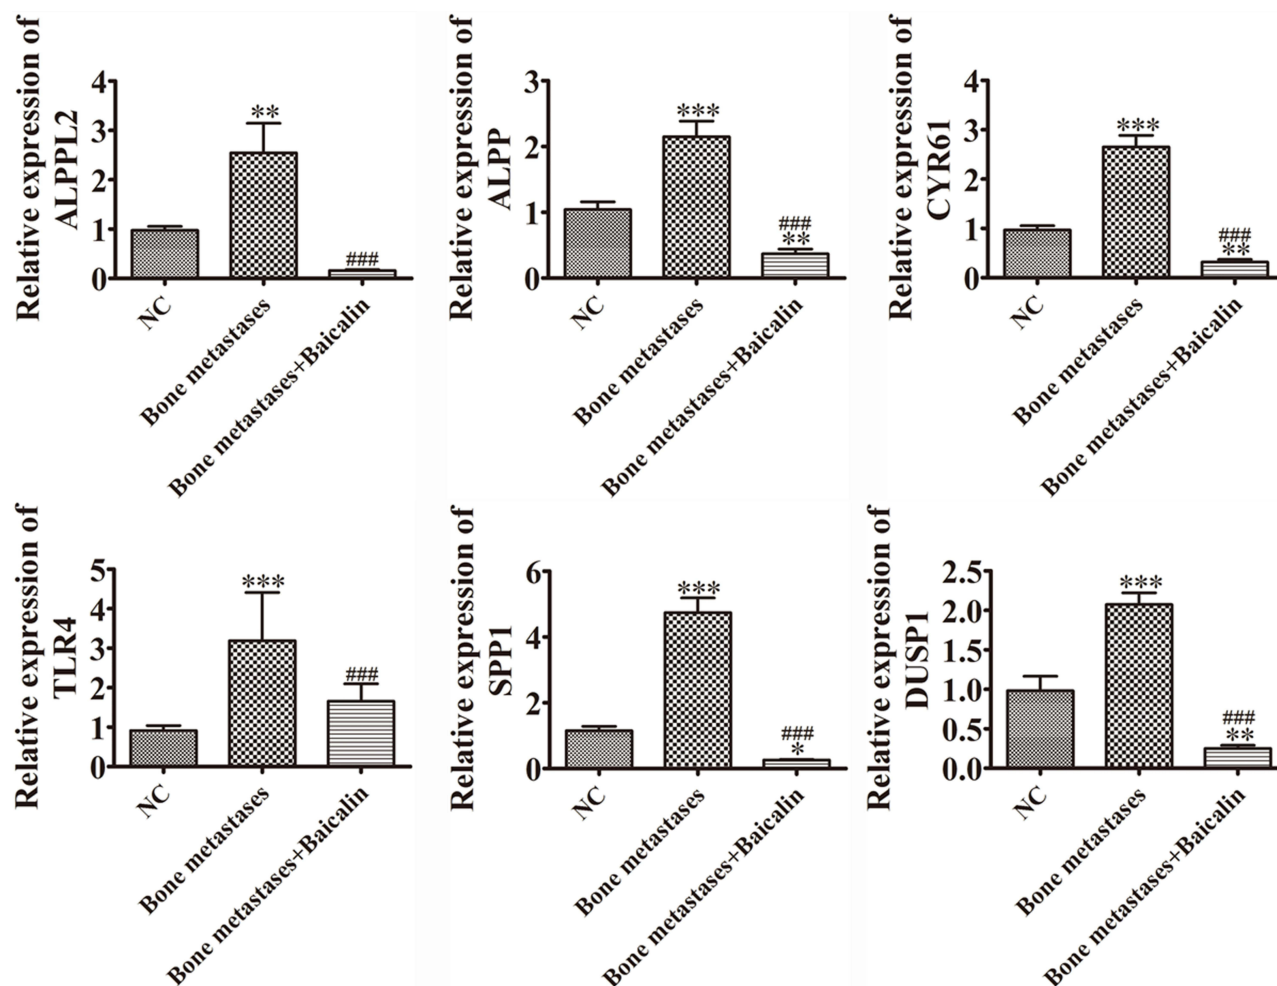 Relative expression of
ALPPL2
4
3
2
1
0
**
###
NC
Bone metastases
Bone metastases+Baicalin
Relative expression of
ALPP
3
2
1
0
***
###
**
NC
Bone metastases
Bone metastases+Baicalin
Relative expression of
CYR61
4
3
2
1
0
***
###
**
NC
Bone metastases
Bone metastases+Baicalin
Relative expression of
TLR4
5
4
3
2
1
0
***
###
NC
Bone metastases
Bone metastases+Baicalin
Relative expression of
SPP1
6
4
2
0
***
###
*
NC
Bone metastases
Bone metastases+Baicalin
Relative expression of
DUSP1
2.5
2.0
1.5
1.0
0.5
0.0
***
###
**
NC
Bone metastases
Bone metastases+Baicalin